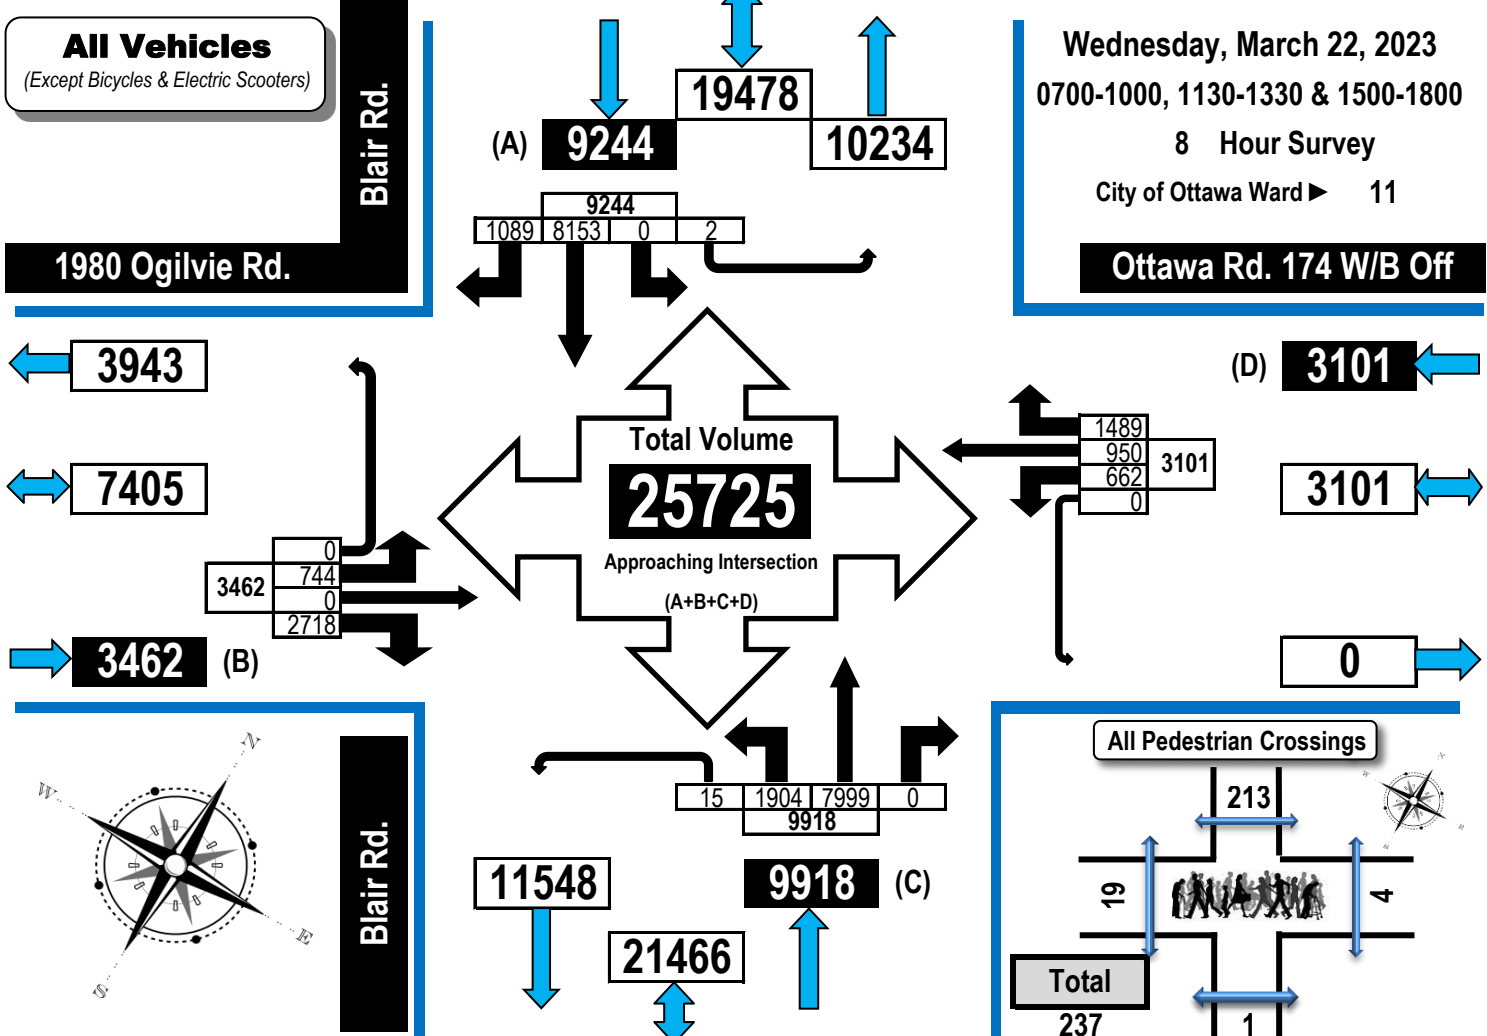 All Vehicles
(Except Bicycles & Electric Scooters)
Blair Rd.
1980 Ogilvie Rd.
19478
(A) 9244
10234
9244
1089 8153 0 2
Wednesday, March 22, 2023
0700-1000, 1130-1330 & 1500-1800
8 Hour Survey
City of Ottawa Ward ► 11
Ottawa Rd. 174 W/B Off
3943
7405
0
744
3462
0
2718
3462 (B)
Total Volume
25725
Approaching Intersection
(A+B+C+D)
(D) 3101
1489
950
3101
662
0
3101
0
15 1904 7999 0
9918
11548
9918 (C)
21466
N
W
E
S
Blair Rd.
All Pedestrian Crossings
213
19
4
Total
237
1